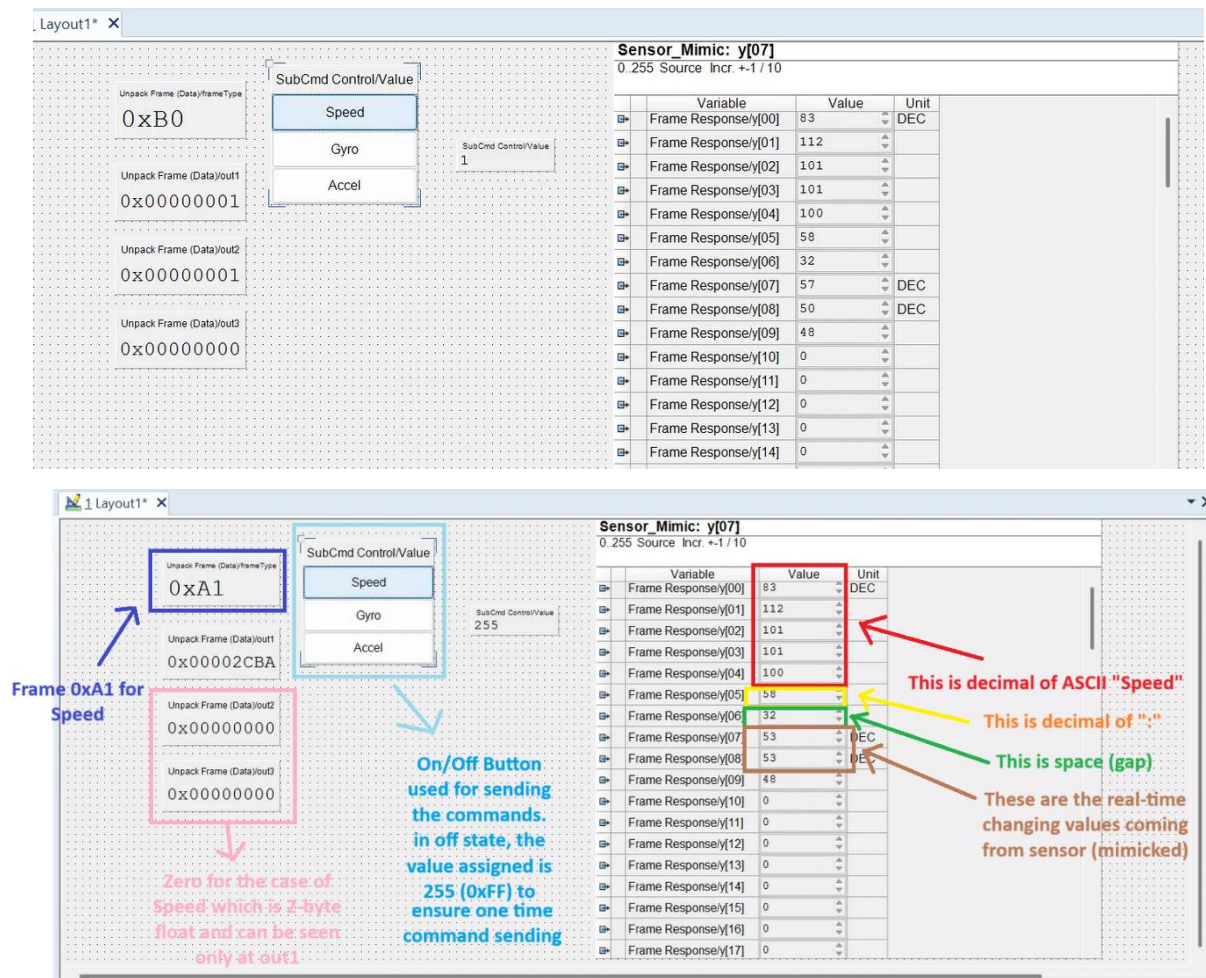 Layout1*
Sensor_Mimic: y[07]
0..255 Source Incr. +-1 / 10
Unpack Frame (Data)/frameType
0xB0
SubCmd Control/Value
Speed
Gyro
Accel
SubCmd Control/Value
1
Unpack Frame (Data)/out1
0x00000001
Unpack Frame (Data)/out2
0x00000001
Unpack Frame (Data)/out3
0x00000000
Variable Value Unit
Frame Response/y[00] 83 DEC
Frame Response/y[01] 112
Frame Response/y[02] 101
Frame Response/y[03] 101
Frame Response/y[04] 100
Frame Response/y[05] 58
Frame Response/y[06] 32
Frame Response/y[07] 57 DEC
Frame Response/y[08] 50 DEC
Frame Response/y[09] 48
Frame Response/y[10] 0
Frame Response/y[11] 0
Frame Response/y[12] 0
Frame Response/y[13] 0
Frame Response/y[14] 0
1 Layout1*
Sensor_Mimic: y[07]
0..255 Source Incr. +-1 / 10
Unpack Frame (Data)/frameType
0xA1
SubCmd Control/Value
Speed
Gyro
Accel
SubCmd Control/Value
255
Unpack Frame (Data)/out1
0x00002CBA
Unpack Frame (Data)/out2
0x00000000
Unpack Frame (Data)/out3
0x00000000
Frame 0xA1 for
Speed
Zero for the case of
Speed which is 2-byte
float and can be seen
only at out1
On/Off Button
used for sending
the commands.
in off state, the
value assigned is
255 (0xFF) to
ensure one time
command sending
Variable Value Unit
Frame Response/y[00] 83 DEC
Frame Response/y[01] 112
Frame Response/y[02] 101
Frame Response/y[03] 101
Frame Response/y[04] 100
Frame Response/y[05] 58
Frame Response/y[06] 32
Frame Response/y[07] 53 DEC
Frame Response/y[08] 53 DEC
Frame Response/y[09] 48
Frame Response/y[10] 0
Frame Response/y[11] 0
Frame Response/y[12] 0
Frame Response/y[13] 0
Frame Response/y[14] 0
Frame Response/y[15] 0
Frame Response/y[16] 0
Frame Response/y[17] 0
This is decimal of ASCII "Speed"
This is decimal of ":"
This is space (gap)
These are the real-time
changing values coming
from sensor (mimicked)